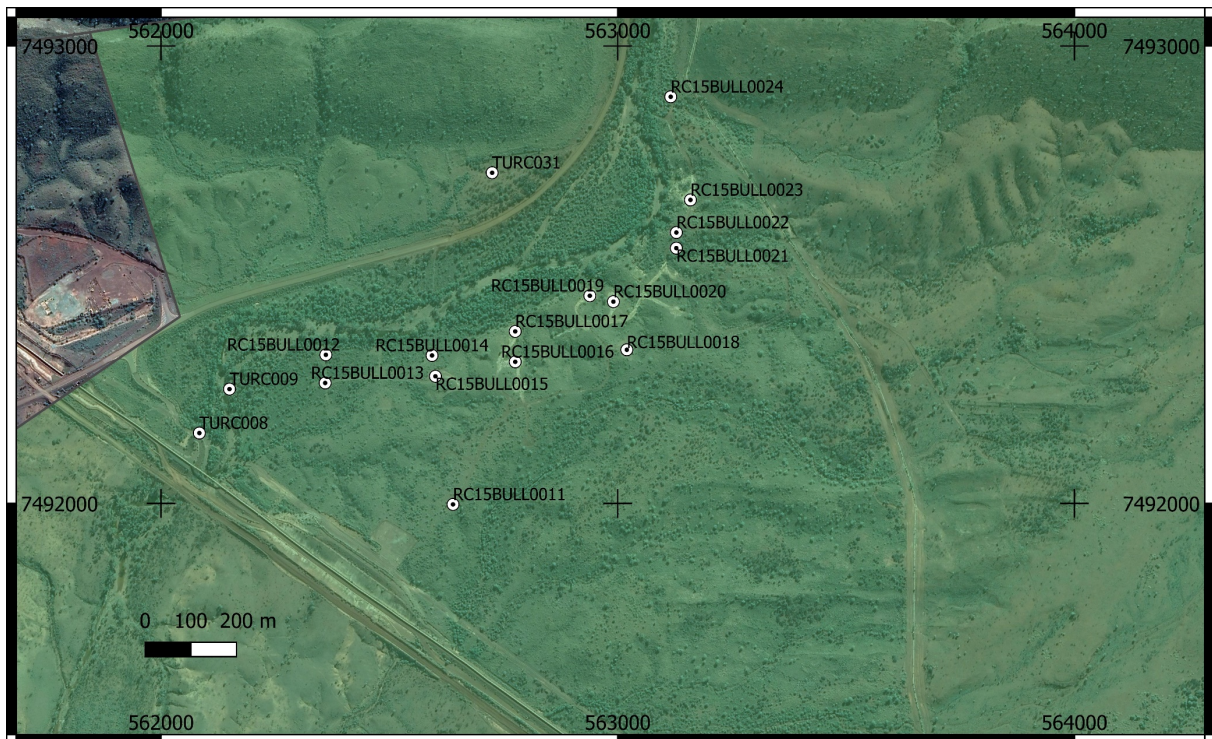 562000
563000
564000
7493000
7493000
RC15BULL0024
TURC031
RC15BULL0023
RC15BULL0022
RC15BULL0021
RC15BULL0019
RC15BULL0020
RC15BULL0017
RC15BULL0012
RC15BULL0014
RC15BULL0018
RC15BULL0016
RC15BULL0013
TURC009
RC15BULL0015
TURC008
RC15BULL0011
7492000
7492000
0 100 200 m
562000
563000
564000